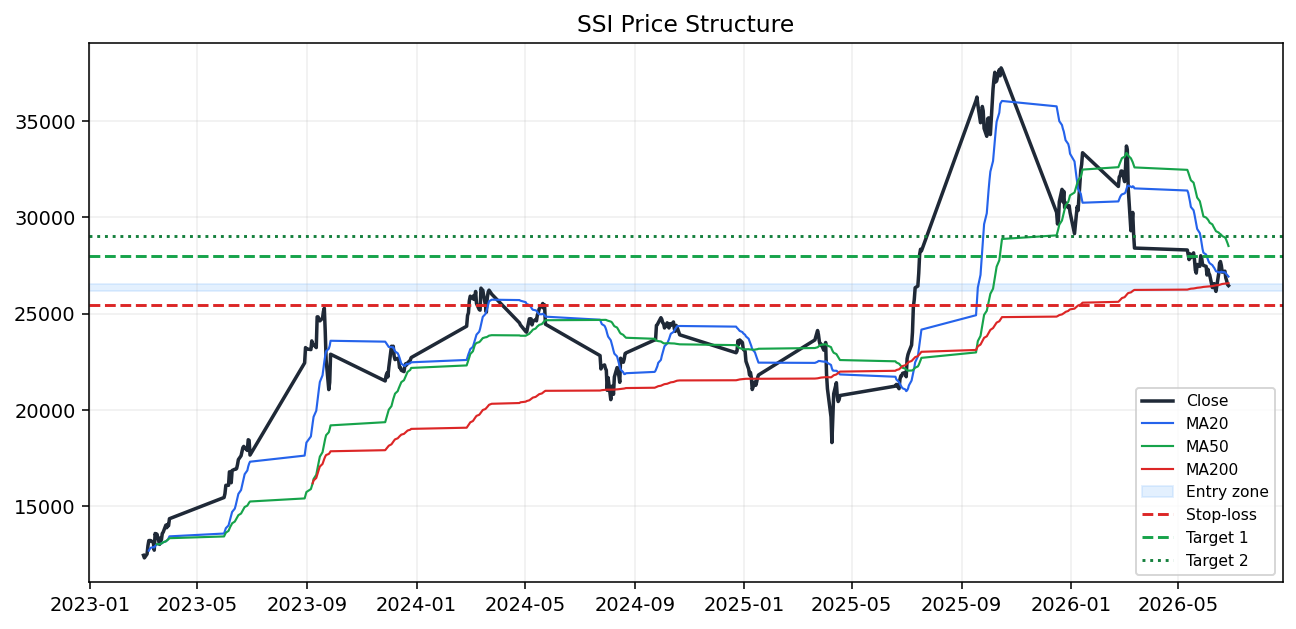 SSI Price Structure
35000
30000
25000
20000
15000
2023-01
2023-05
2023-09
2024-01
2024-05
2024-09
2025-01
2025-05
2025-09
2026-01
2026-05
Close
MA20
MA50
MA200
Entry zone
Stop-loss
Target 1
Target 2